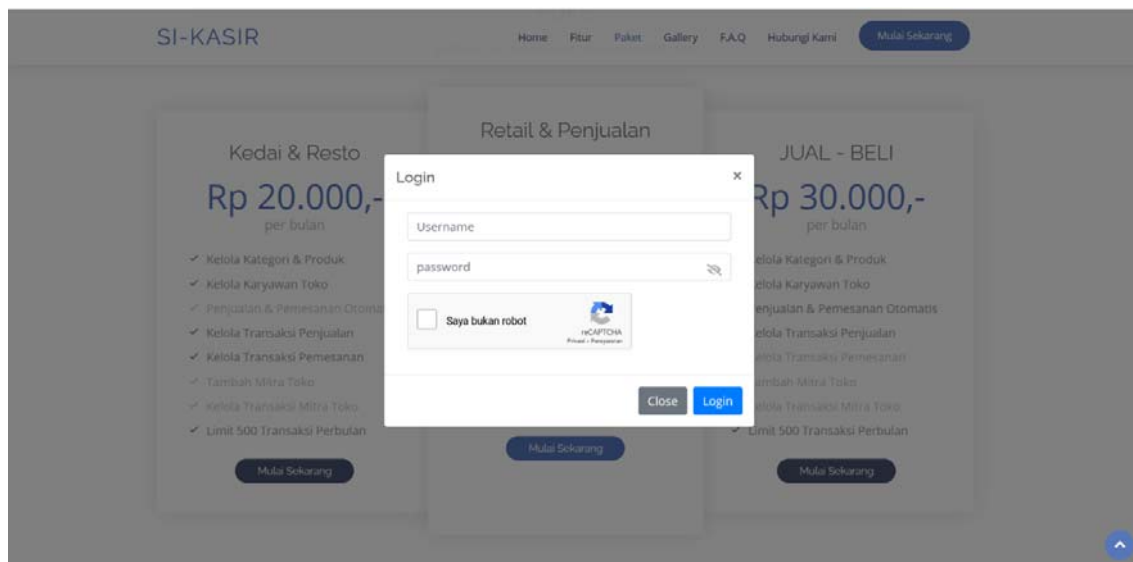 SI-KASIR
Home Fitur Paket Gallery F.A.Q Hubungi Kami Mulai Sekarang
Kedai & Resto
Rp 20.000,-
per bulan
Kelola Kategori & Produk
Kelola Karyawan Toko
Penjualan & Pemesanan Otoma
Kelola Transaksi Penjualan
Kelola Transaksi Pemesanan
Tambah Mitra Toko
Kelola Transaksi Mitra Toko
Limit 500 Transaksi Perbulan
Mulai Sekarang
Retail & Penjualan
Mulai Sekarang
Login
×
Username
password
Saya bukan robot
reCAPTCHA
Privasi - Persyaratan
Close Login
JUAL - BELI
Rp 30.000,-
per bulan
elola Kategori & Produk
elola Karyawan Toko
enjualan & Pemesanan Otomatis
elola Transaksi Penjualan
elola Transaksi Pemesanan
ambah Mitra Toko
elola Transaksi Mitra Toko
Limit 500 Transaksi Perbulan
Mulai Sekarang